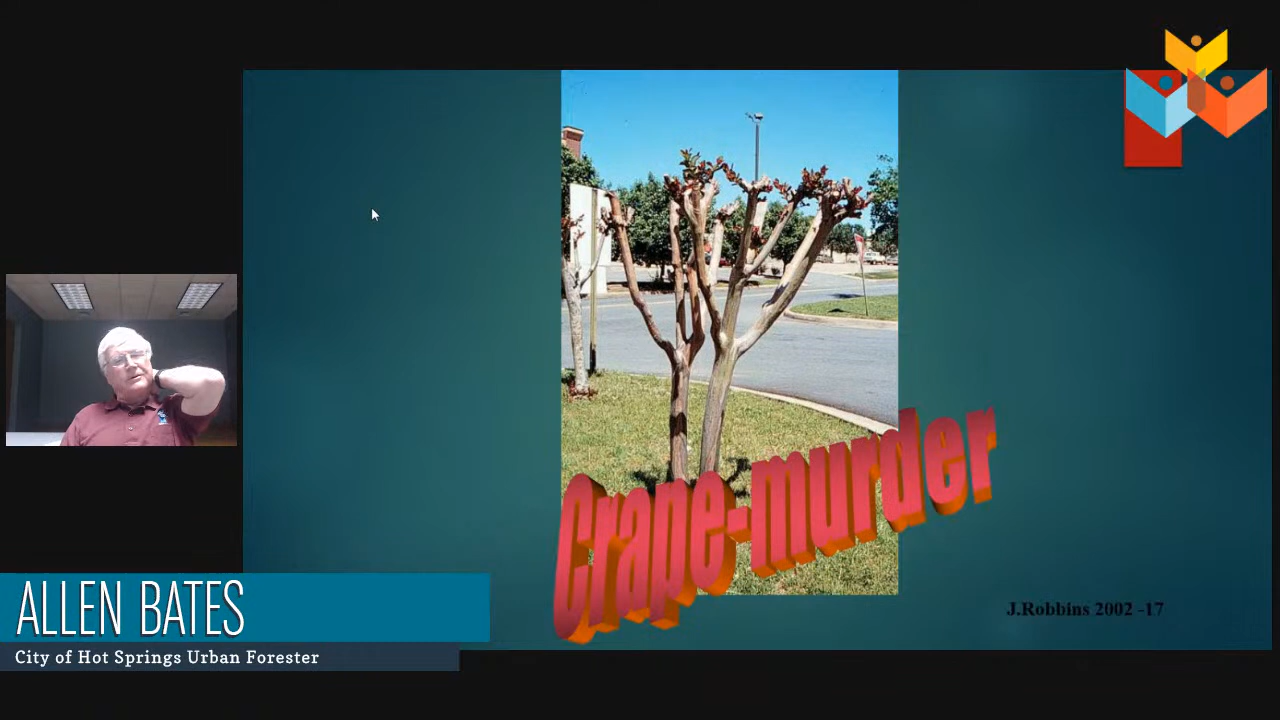 Crape-murder
J.Robbins 2002 -17
ALLEN BATES
City of Hot Springs Urban Forester